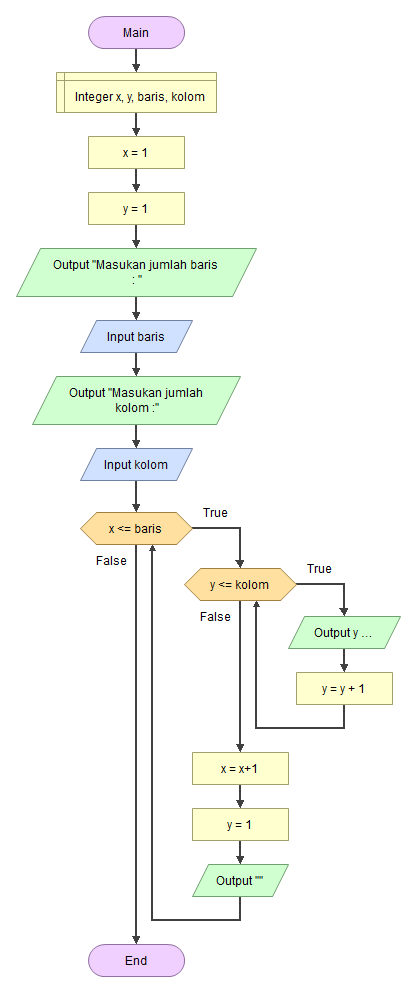 Main
Integer x, y, baris, kolom
x = 1
y = 1
Output "Masukan jumlah baris
: "
Input baris
Output "Masukan jumlah
kolom :"
Input kolom
x <= baris
True
False
y <= kolom
True
False
Output y ...
y = y + 1
x = x+1
y = 1
Output ""
End